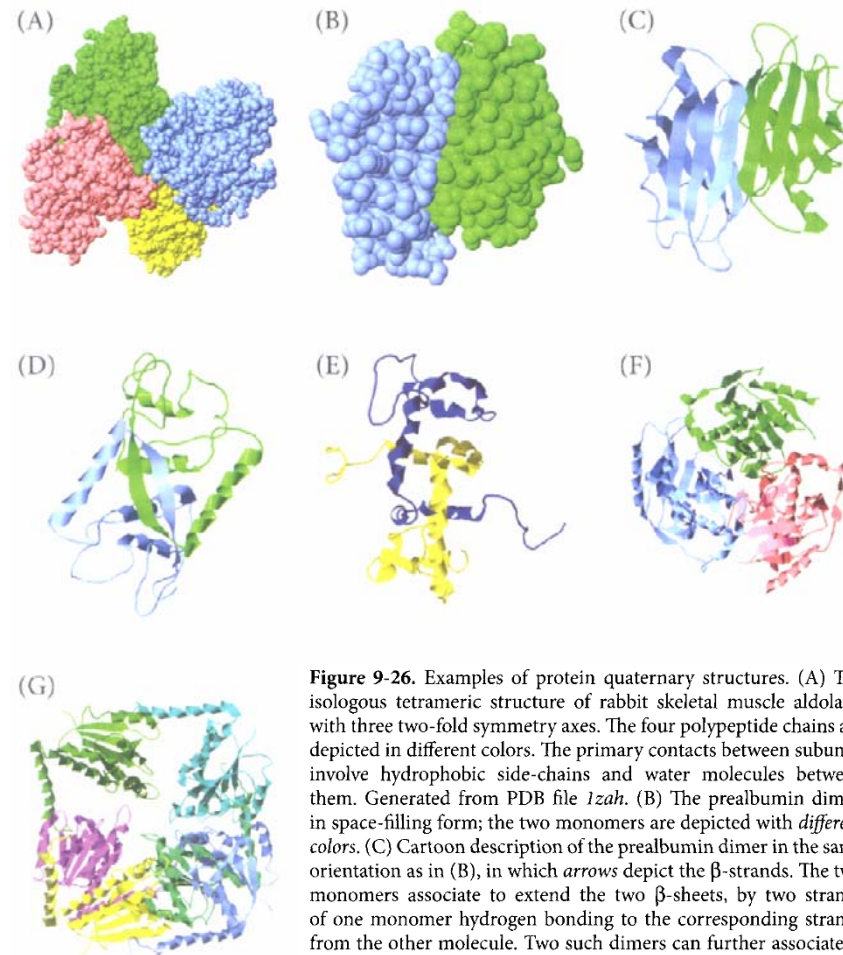 (A)
(B)
(C)
(D)
(E)
(F)
(G)
Figure 9-26. Examples of protein quaternary structures. (A) T
isologous tetrameric structure of rabbit skeletal muscle aldola
with three two-fold symmetry axes. The four polypeptide chains a
depicted in different colors. The primary contacts between subun
involve hydrophobic side-chains and water molecules betwe
them. Generated from PDB file 1zah. (B) The prealbumin dim
in space-filling form; the two monomers are depicted with differe
colors. (C) Cartoon description of the prealbumin dimer in the sar
orientation as in (B), in which arrows depict the β-strands. The tv
monomers associate to extend the two β-sheets, by two stran
of one monomer hydrogen bonding to the corresponding stran
from the other molecule. Two such dimers can further associate